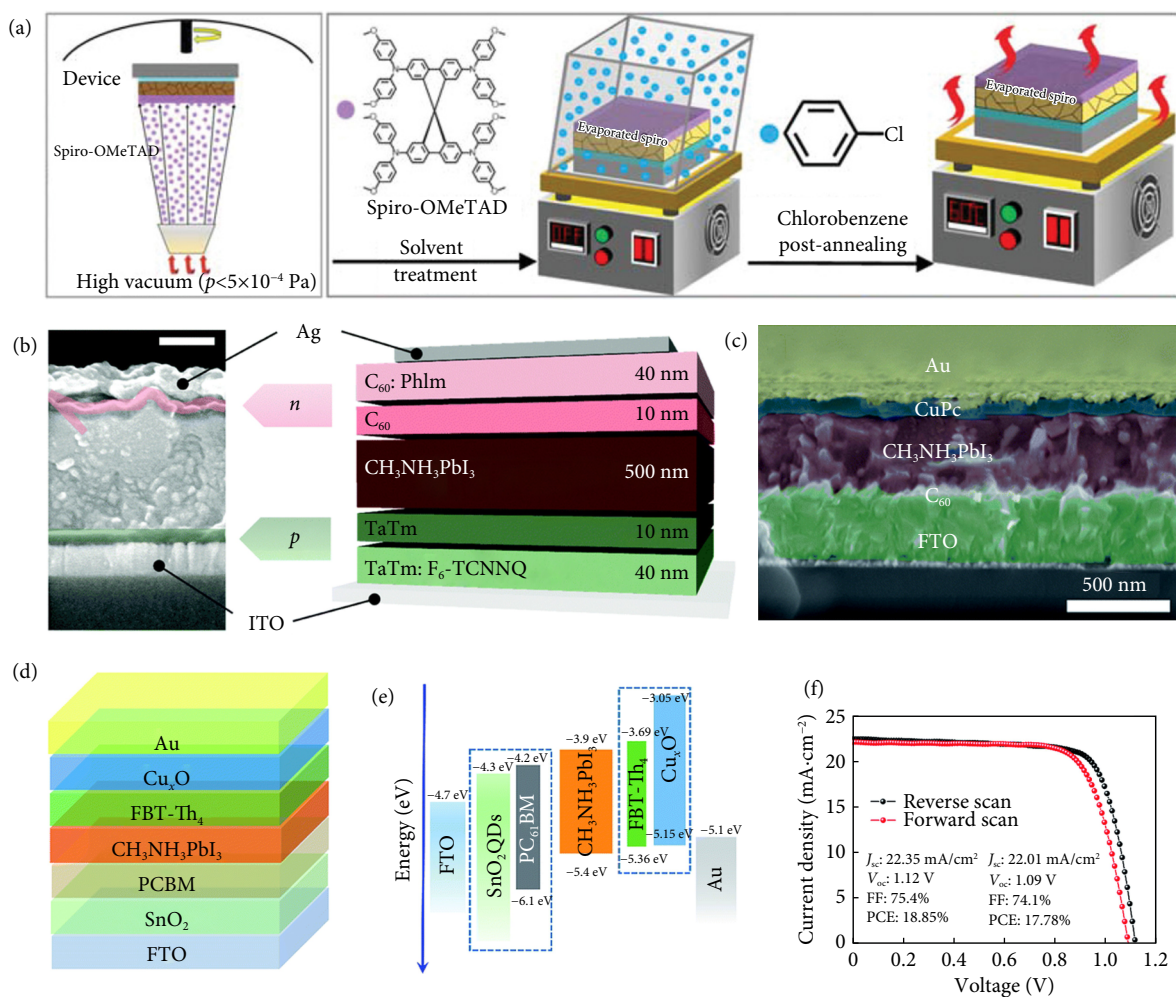 (a)
Device
Spiro-OMeTAD
High vacuum (p<5×10⁻⁴ Pa)
Spiro-OMeTAD
Solvent
treatment
Evaporated spiro
OFF
Cl
Chlorobenzene
post-annealing
Evaporated spiro
60℃
(b)
Ag
n
p
ITO
C₆₀: PhIm
40 nm
C₆₀
10 nm
CH₃NH₃PbI₃
500 nm
TaTm
10 nm
TaTm: F₆-TCNNQ
40 nm
(c)
Au
CuPc
CH₃NH₃PbI₃
C₆₀
FTO
500 nm
(d)
Au
CuₓO
FBT-Th₄
CH₃NH₃PbI₃
PCBM
SnO₂
FTO
(e)
Energy (eV)
−4.7 eV
FTO
−4.3 eV
SnO₂QDs
−4.2 eV
PC₆₁BM
−6.1 eV
−3.9 eV
CH₃NH₃PbI₃
−5.4 eV
−3.69 eV
FBT-Th₄
−5.36 eV
−3.05 eV
CuₓO
−5.15 eV
−5.1 eV
Au
(f)
Current density (mA·cm⁻²)
25
20
15
10
5
0
Reverse scan
Forward scan
Jsc: 22.35 mA/cm² Jsc: 22.01 mA/cm²
Voc: 1.12 V Voc: 1.09 V
FF: 75.4% FF: 74.1%
PCE: 18.85% PCE: 17.78%
0 0.2 0.4 0.6 0.8 1.0 1.2
Voltage (V)